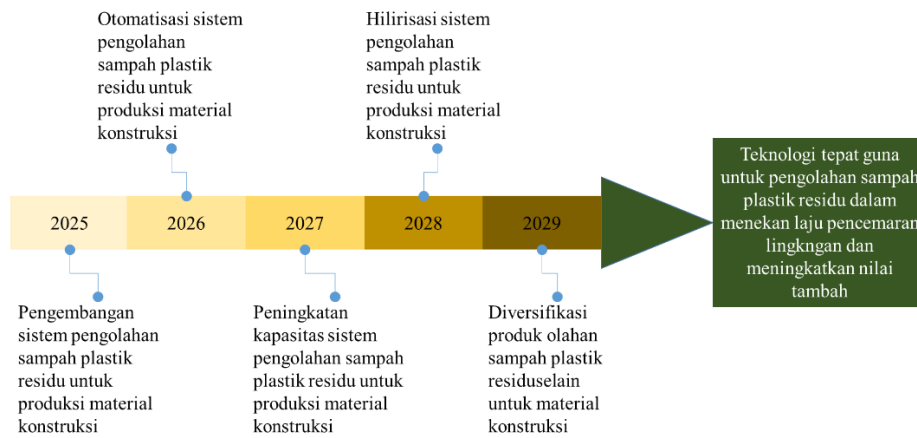 Otomatisasi sistem
pengolahan
sampah plastik
residu untuk
produksi material
konstruksi
Hilirisasi sistem
pengolahan
sampah plastik
residu untuk
produksi material
konstruksi
2025
2026
2027
2028
2029
Teknologi tepat guna
untuk pengolahan sampah
plastik residu dalam
menekan laju pencemaran
lingkngan dan
meningkatkan nilai
tambah
Pengembangan
sistem pengolahan
sampah plastik
residu untuk
produksi material
konstruksi
Peningkatan
kapasitas sistem
pengolahan sampah
plastik residu untuk
produksi material
konstruksi
Diversifikasi
produk olahan
sampah plastik
residuselain
untuk material
konstruksi